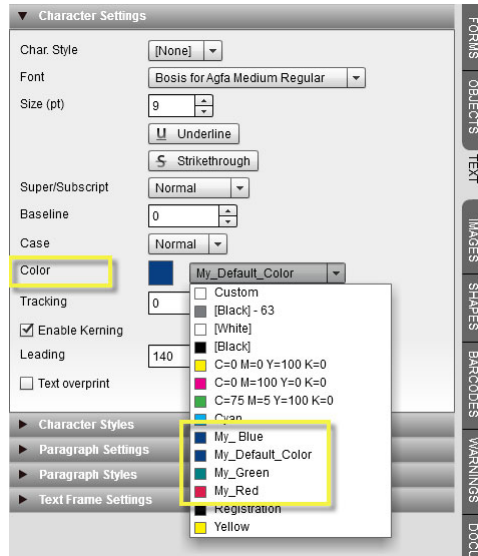 Character Settings
Char. Style [None]
Font Bosis for Agfa Medium Regular
Size (pt) 9
U Underline
S Strikethrough
Super/Subscript Normal
Baseline 0
Case Normal
Color My_Default_Color
Custom
Tracking 0
[Black] - 63
[White]
Enable Kerning
[Black]
Leading 140
C=0 M=0 Y=100 K=0
C=0 M=100 Y=0 K=0
Text overprint
C=75 M=5 Y=100 K=0
Cyan
Character Styles
My_ Blue
My_Default_Color
Paragraph Settings
My_Green
Paragraph Styles
My_Red
Registration
Text Frame Settings
Yellow
FORMS
OBJECTS
TEXT
IMAGES
SHAPES
BARCODES
WARNINGS
DOCU